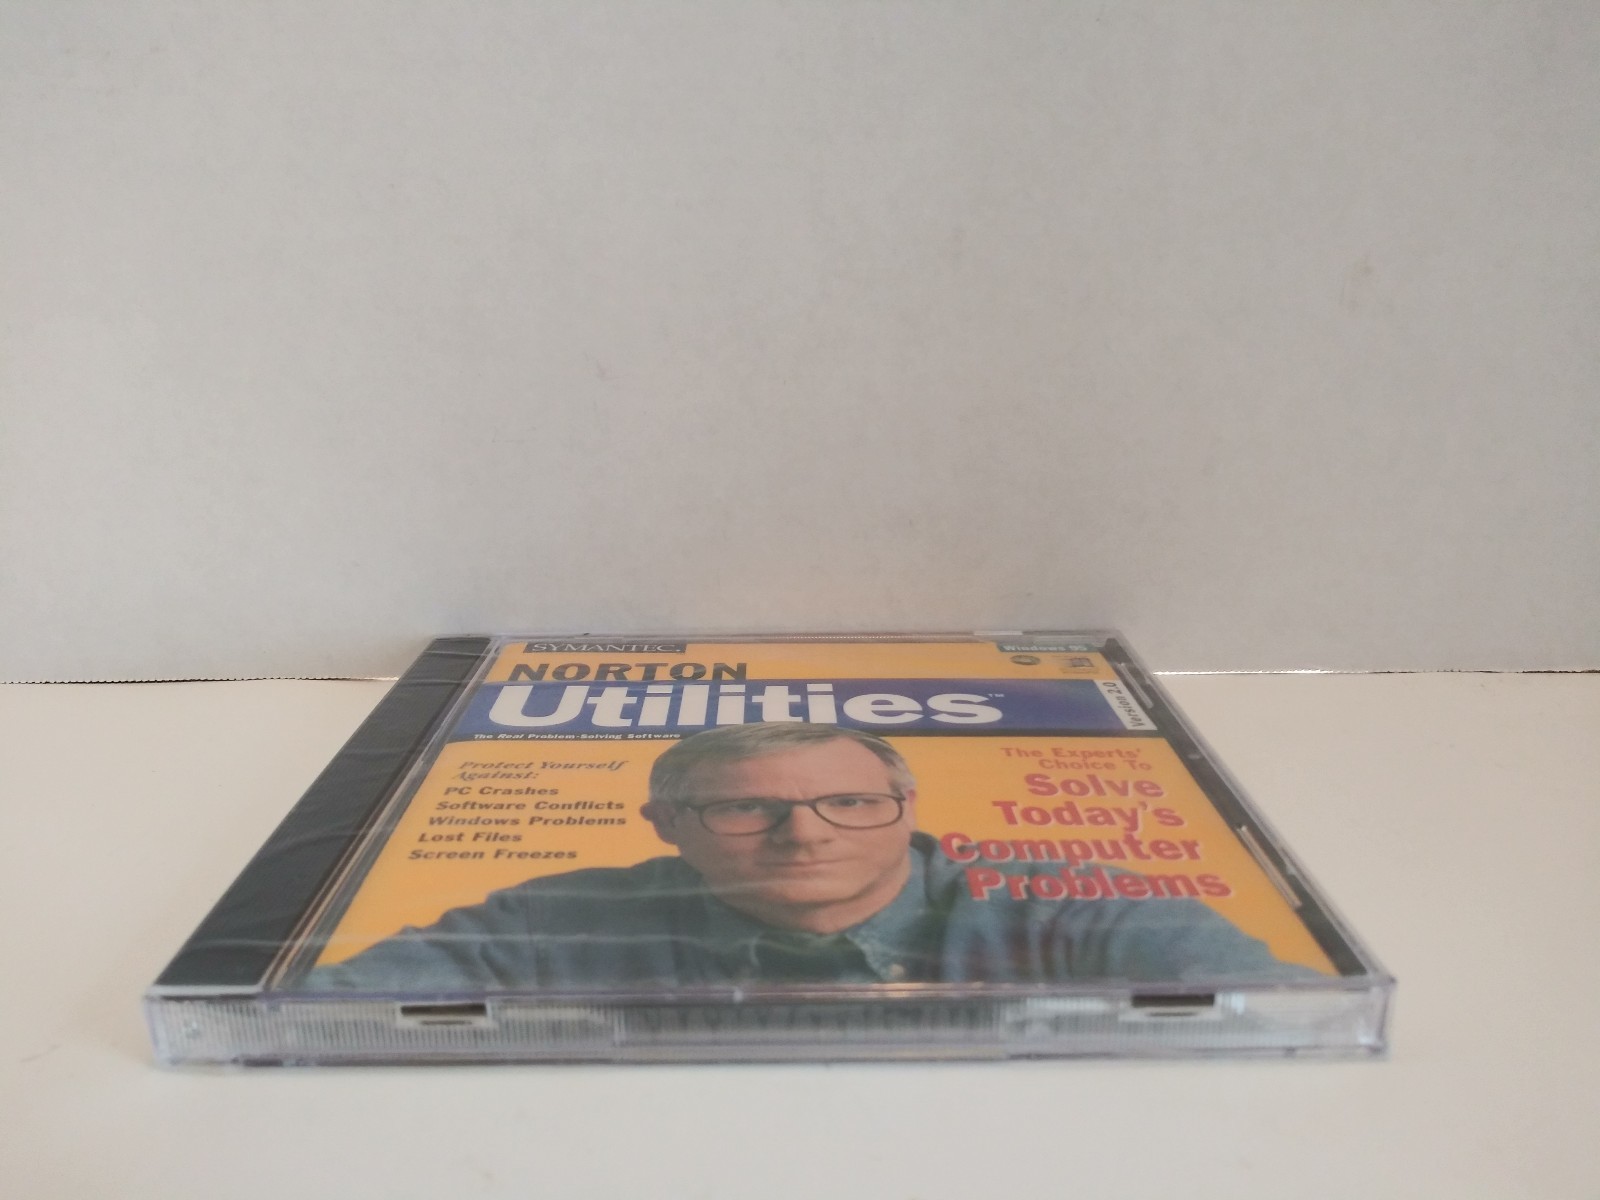 SYMANTEC.
Windows 95
NORTON
Utilities™
Version 2.0
The Real Problem-Solving Software
Protect Yourself
Against:
PC Crashes
Software Conflicts
Windows Problems
Lost Files
Screen Freezes
The Experts'
Choice To
Solve
Today's
Computer
Problems